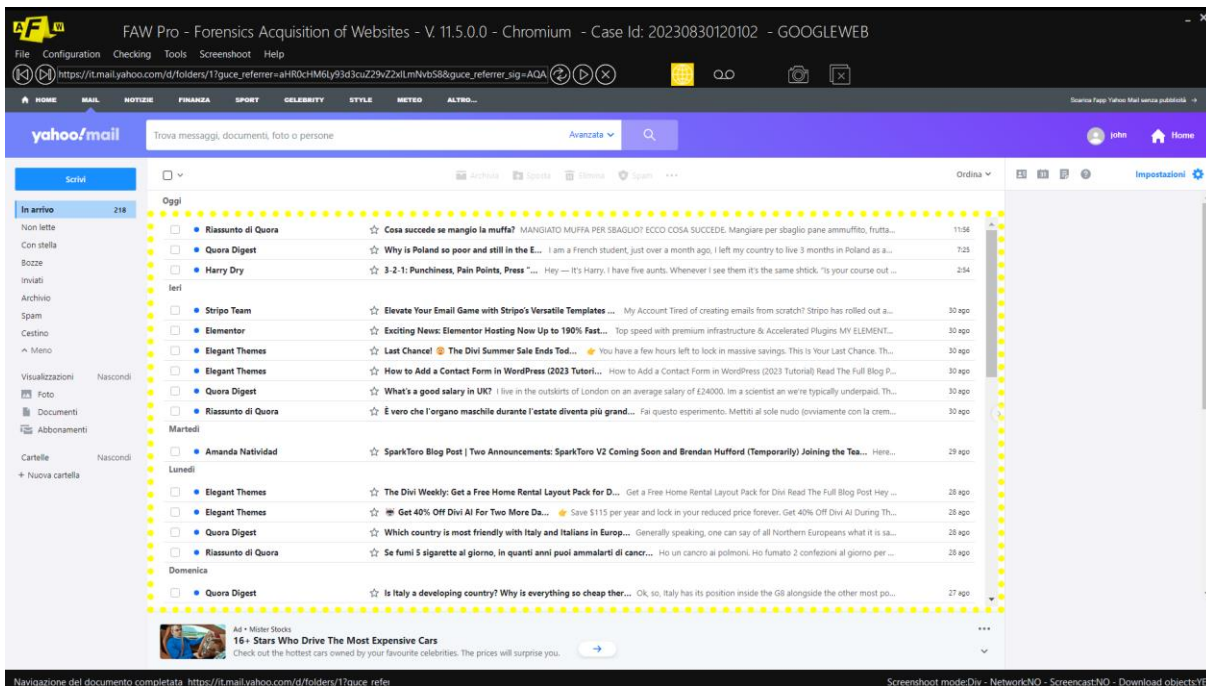 FAW
FAW Pro - Forensics Acquisition of Websites - V. 11.5.0.0 - Chromium - Case Id: 20230830120102 - GOOGLEWEB
File Configuration Checking Tools Screenshoot Help
https://it.mail.yahoo.com/d/folders/1?guce_referrer=aHR0cHM6Ly93d3cuZ29vZ2xlLmNvbS8&guce_referrer_sig=AQA
HOME MAIL NOTIZIE FINANZA SPORT CELEBRITY STYLE METEO ALTRO... Scarica l'app Yahoo Mail senza pubblicità
yahoo!mail Trova messaggi, documenti, foto o persone Avanzata john Home
Scrivi Archivia Sposta Elimina Spam ... Ordina 31 Impostazioni
Oggi
In arrivo 218
Non lette
Con stella
Bozze
Inviati
Archivio
Spam
Cestino
Meno
Visualizzazioni Nascondi
Foto
Documenti
Abbonamenti
Cartelle Nascondi
+ Nuova cartella
Riassunto di Quora Cosa succede se mangio la muffa? MANGIATO MUFFA PER SBAGLIO? ECCO COSA SUCCEDE. Mangiare per sbaglio pane ammuffito, frutta... 11:56
Quora Digest Why is Poland so poor and still in the E... I am a French student, just over a month ago, I left my country to live 3 months in Poland as a... 7:25
Harry Dry 3-2-1: Punchiness, Pain Points, Press "... Hey — It's Harry. I have five aunts. Whenever I see them it's the same shtick. "Is your course out ... 2:54
Ieri
Stripo Team Elevate Your Email Game with Stripo's Versatile Templates ... My Account Tired of creating emails from scratch? Stripo has rolled out a... 30 ago
Elementor Exciting News: Elementor Hosting Now Up to 190% Fast... Top speed with premium infrastructure & Accelerated Plugins MY ELEMENT... 30 ago
Elegant Themes Last Chance! The Divi Summer Sale Ends Tod... You have a few hours left to lock in massive savings. This Is Your Last Chance. Th... 30 ago
Elegant Themes How to Add a Contact Form in WordPress (2023 Tutori... How to Add a Contact Form in WordPress (2023 Tutorial) Read The Full Blog P... 30 ago
Quora Digest What's a good salary in UK? I live in the outskirts of London on an average salary of £24000. Im a scientist an we're typically underpaid. Th... 30 ago
Riassunto di Quora È vero che l'organo maschile durante l'estate diventa più grand... Fai questo esperimento. Mettiti al sole nudo (ovviamente con la crem... 30 ago
Martedì
Amanda Natividad SparkToro Blog Post | Two Announcements: SparkToro V2 Coming Soon and Brendan Hufford (Temporarily) Joining the Tea... Here... 29 ago
Lunedì
Elegant Themes The Divi Weekly: Get a Free Home Rental Layout Pack for D... Get a Free Home Rental Layout Pack for Divi Read The Full Blog Post Hey ... 28 ago
Elegant Themes Get 40% Off Divi AI For Two More Da... Save $115 per year and lock in your reduced price forever. Get 40% Off Divi AI During Th... 28 ago
Quora Digest Which country is most friendly with Italy and Italians in Europ... Generally speaking, one can say of all Northern Europeans what it is sa... 28 ago
Riassunto di Quora Se fumi 5 sigarette al giorno, in quanti anni puoi ammalarti di cancr... Ho un cancro ai polmoni. Ho fumato 2 confezioni al giorno per ... 28 ago
Domenica
Quora Digest Is Italy a developing country? Why is everything so cheap ther... Ok, so, Italy has its position inside the G8 alongside the other most po... 27 ago
Ad • Mister Stocks
16+ Stars Who Drive The Most Expensive Cars
Check out the hottest cars owned by your favourite celebrities. The prices will surprise you.
Navigazione del documento completata https://it.mail.yahoo.com/d/folders/1?guce_refer Screenshoot mode:Div - Network:NO - Screencast:NO - Download objects:YE